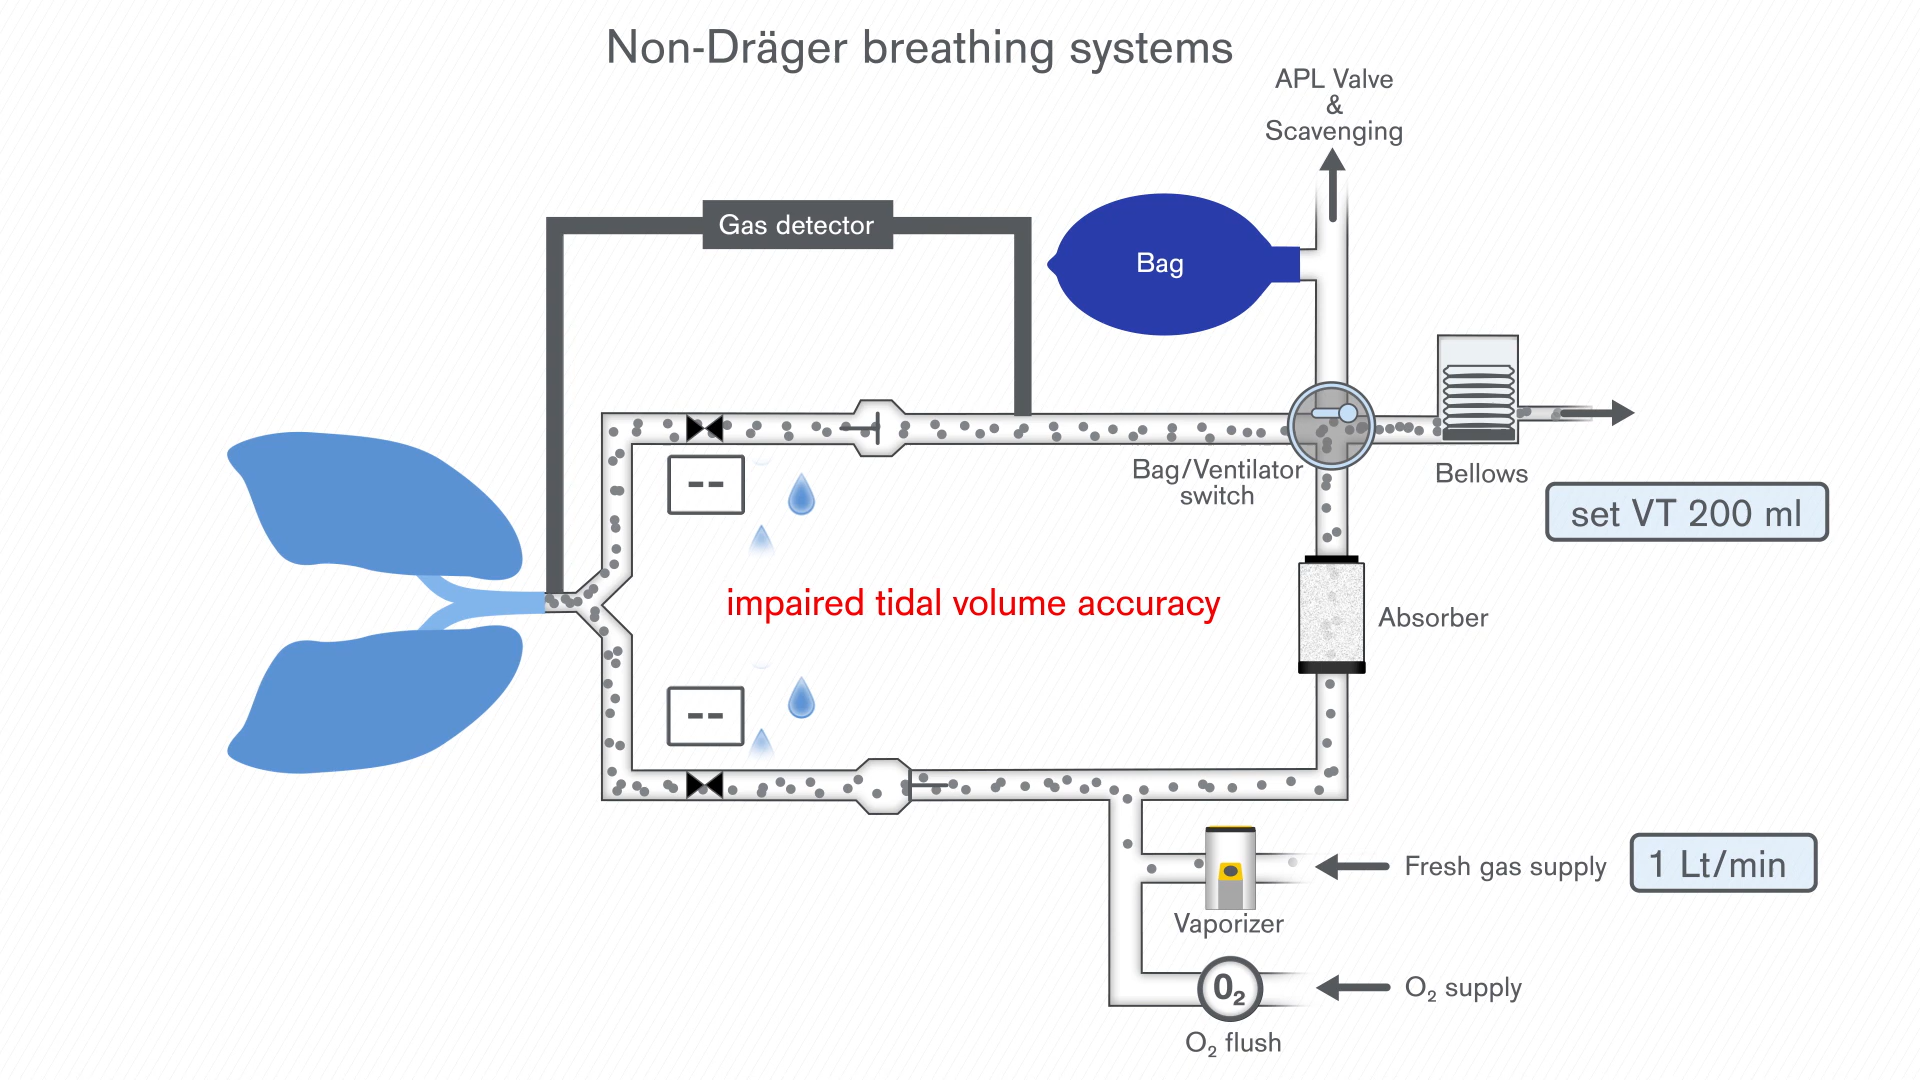 Non-Dräger breathing systems
APL Valve
&
Scavenging
Gas detector
Bag
Bag/Ventilator
switch
Bellows
--
set VT 200 ml
impaired tidal volume accuracy
Absorber
--
Fresh gas supply
1 Lt/min
Vaporizer
O₂
O₂ supply
O₂ flush